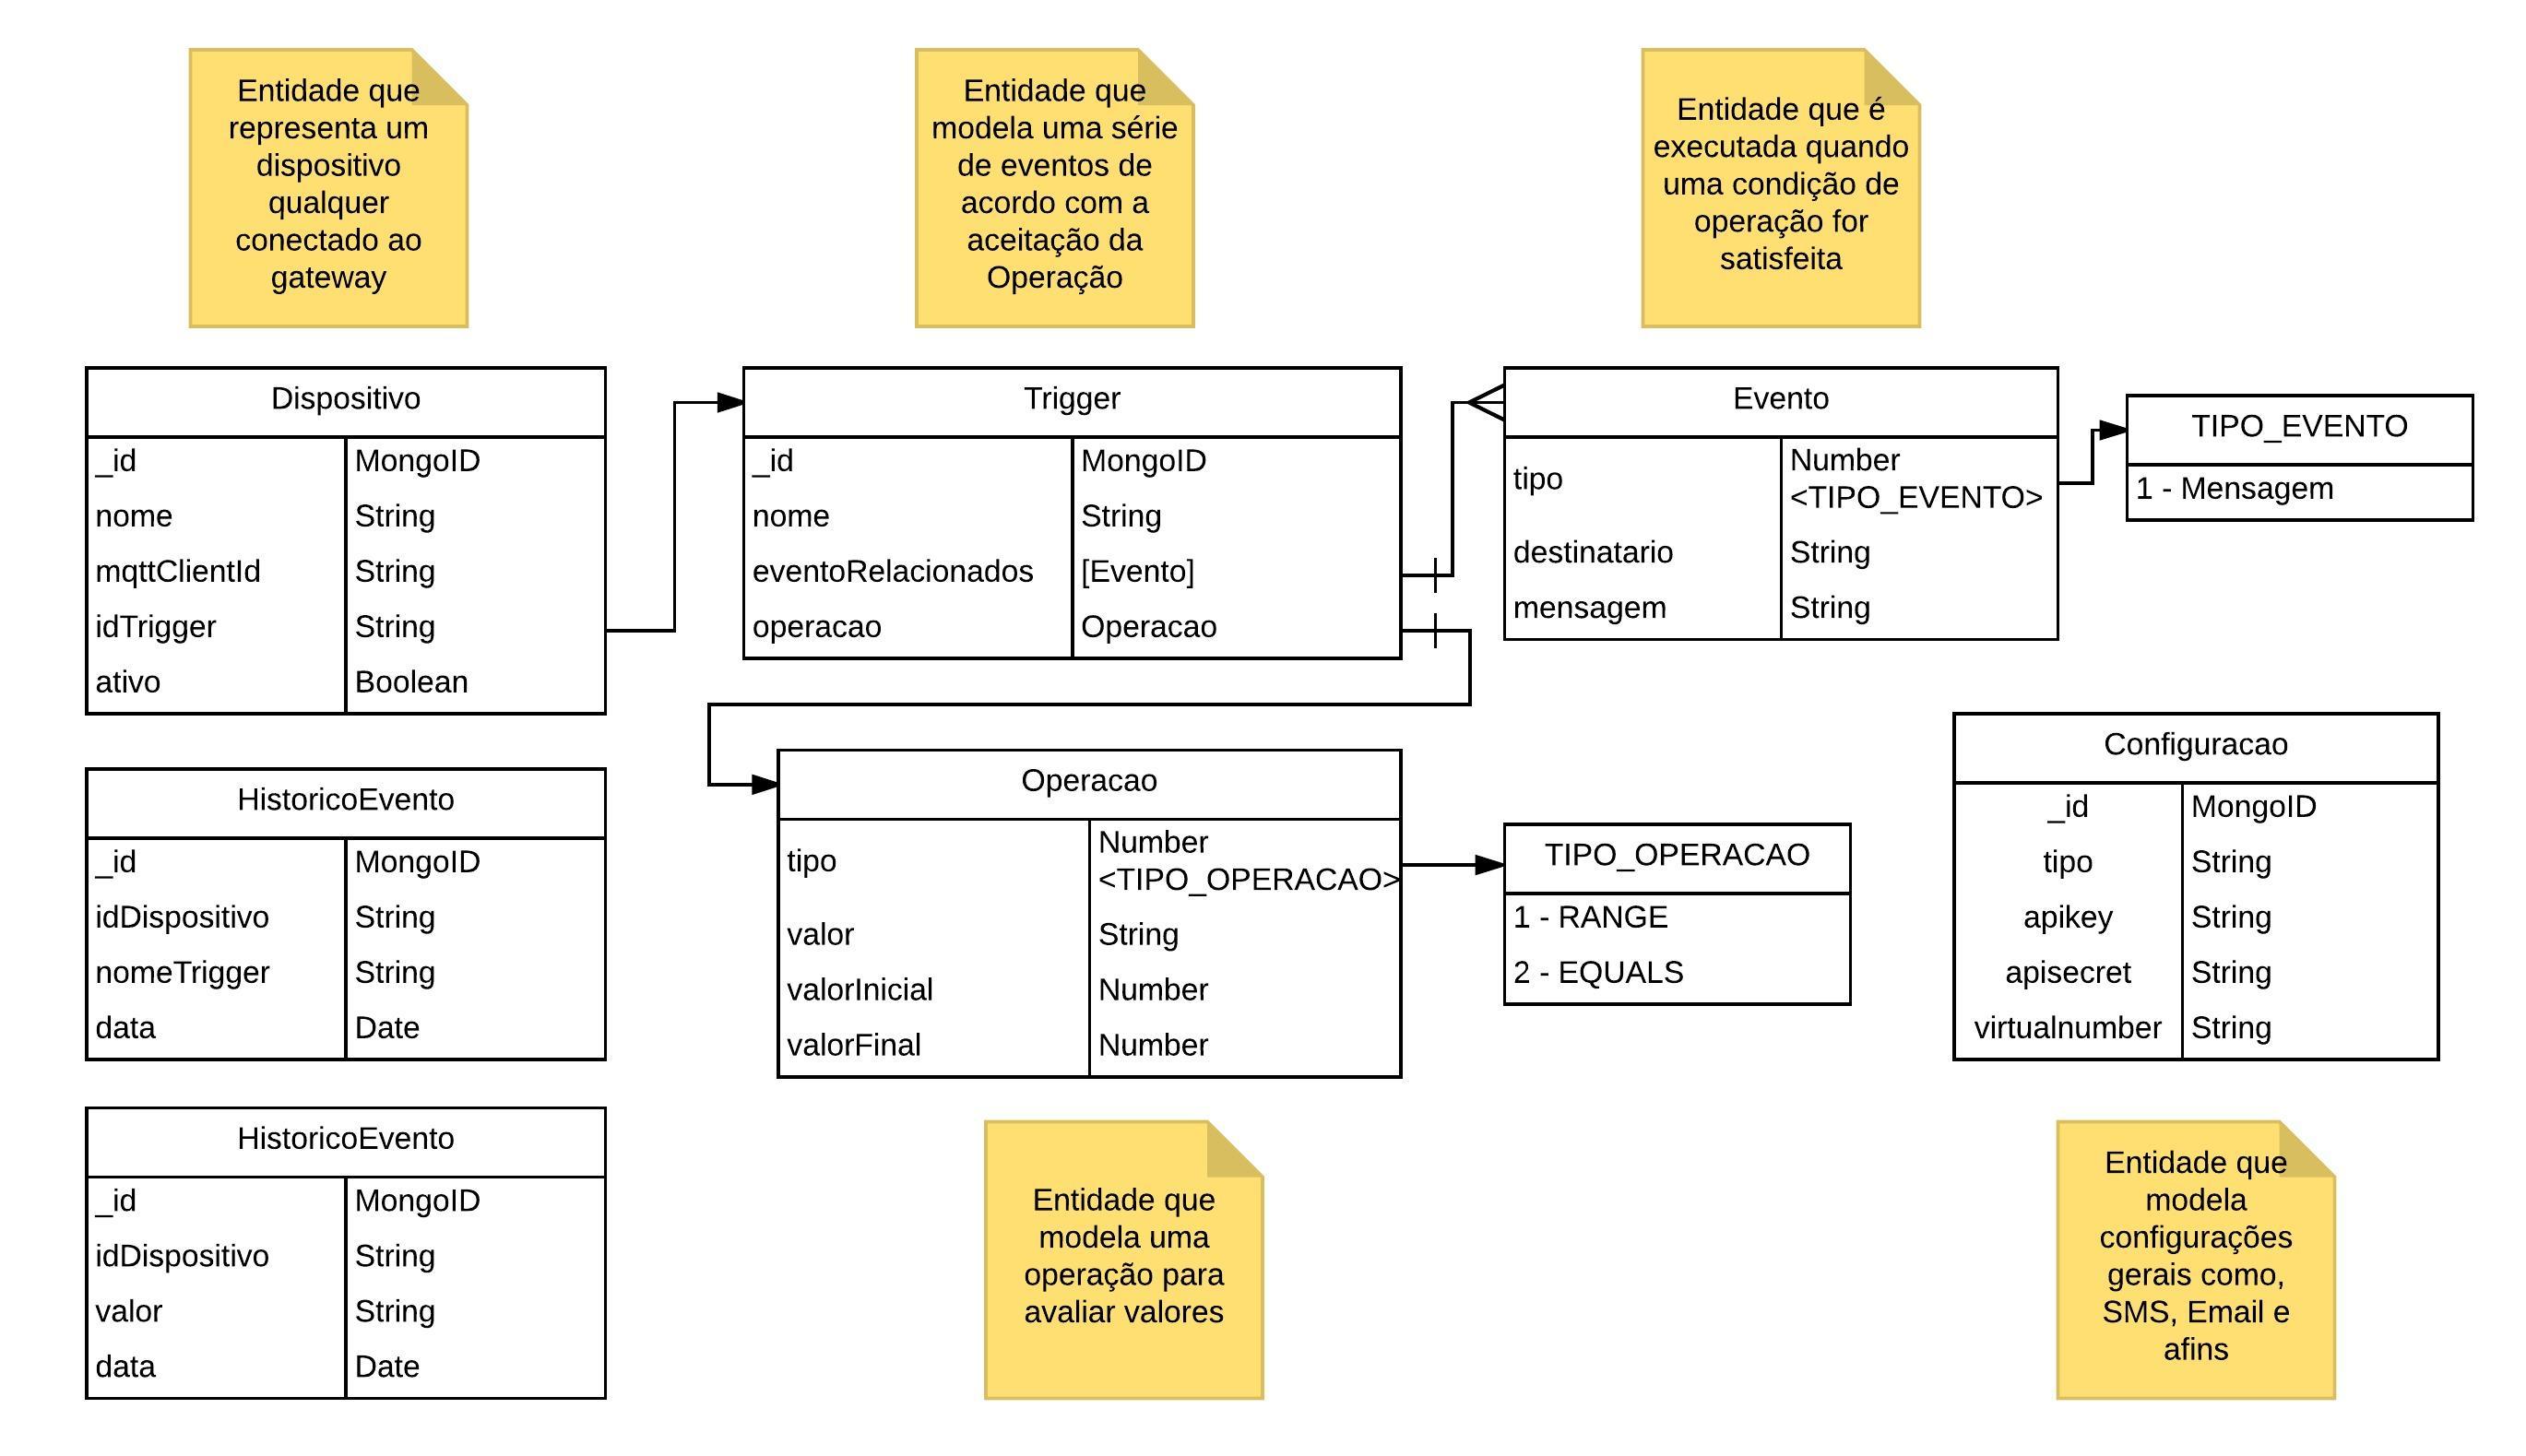 Entidade que
representa um
dispositivo
qualquer
conectado ao
gateway
Entidade que
modela uma série
de eventos de
acordo com a
aceitação da
Operação
Entidade que é
executada quando
uma condição de
operação for
satisfeita
Dispositivo
_id MongoID
nome String
mqttClientId String
idTrigger String
ativo Boolean
Trigger
_id MongoID
nome String
eventoRelacionados [Evento]
operacao Operacao
Evento
tipo Number
<TIPO_EVENTO>
destinatario String
mensagem String
TIPO_EVENTO
1 - Mensagem
HistoricoEvento
_id MongoID
idDispositivo String
nomeTrigger String
data Date
Operacao
tipo Number
<TIPO_OPERACAO>
valor String
valorInicial Number
valorFinal Number
TIPO_OPERACAO
1 - RANGE
2 - EQUALS
Configuracao
_id MongoID
tipo String
apikey String
apisecret String
virtualnumber String
HistoricoEvento
_id MongoID
idDispositivo String
valor String
data Date
Entidade que
modela uma
operação para
avaliar valores
Entidade que
modela
configurações
gerais como,
SMS, Email e
afins